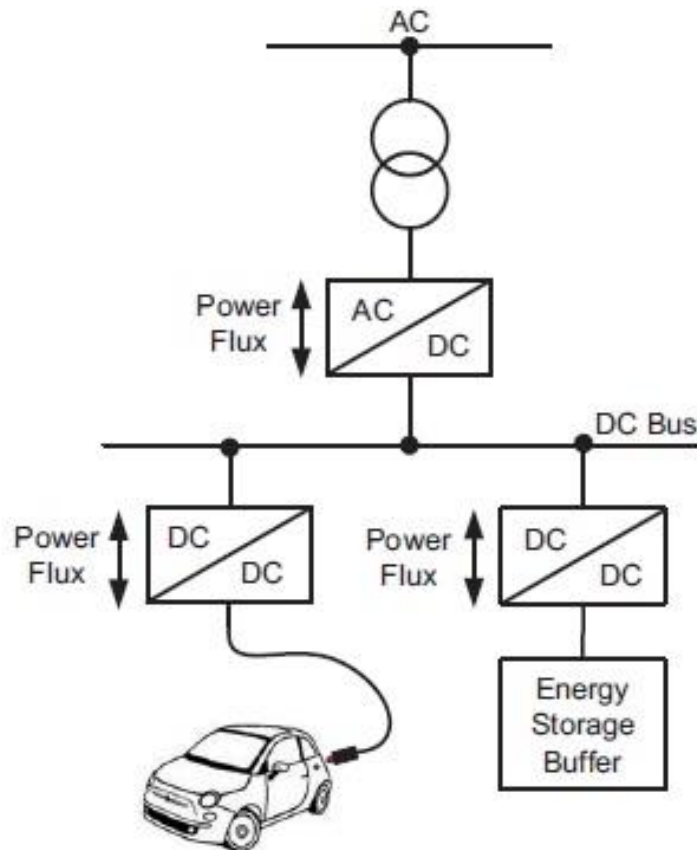 AC
Power
Flux
AC
DC
DC Bus
Power
Flux
DC
DC
Power
Flux
DC
DC
Energy
Storage
Buffer